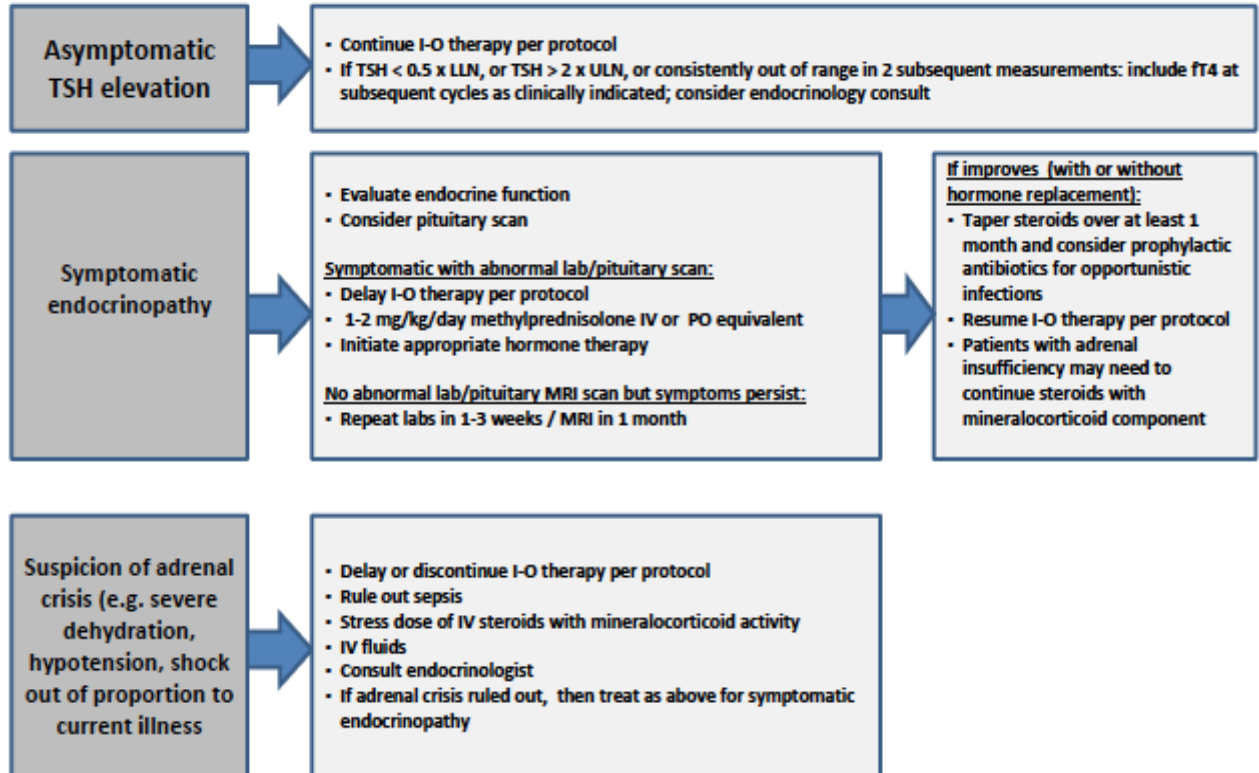 Asymptomatic
TSH elevation
▪ Continue I-O therapy per protocol
▪ If TSH < 0.5 x LLN, or TSH > 2 x ULN, or consistently out of range in 2 subsequent measurements: include fT4 at
subsequent cycles as clinically indicated; consider endocrinology consult
Symptomatic
endocrinopathy
▪ Evaluate endocrine function
▪ Consider pituitary scan
Symptomatic with abnormal lab/pituitary scan:
▪ Delay I-O therapy per protocol
▪ 1-2 mg/kg/day methylprednisolone IV or PO equivalent
▪ Initiate appropriate hormone therapy
No abnormal lab/pituitary MRI scan but symptoms persist:
▪ Repeat labs in 1-3 weeks / MRI in 1 month
If improves (with or without
hormone replacement):
▪ Taper steroids over at least 1
month and consider prophylactic
antibiotics for opportunistic
infections
▪ Resume I-O therapy per protocol
▪ Patients with adrenal
insufficiency may need to
continue steroids with
mineralocorticoid component
Suspicion of adrenal
crisis (e.g. severe
dehydration,
hypotension, shock
out of proportion to
current illness
▪ Delay or discontinue I-O therapy per protocol
▪ Rule out sepsis
▪ Stress dose of IV steroids with mineralocorticoid activity
▪ IV fluids
▪ Consult endocrinologist
▪ If adrenal crisis ruled out, then treat as above for symptomatic
endocrinopathy